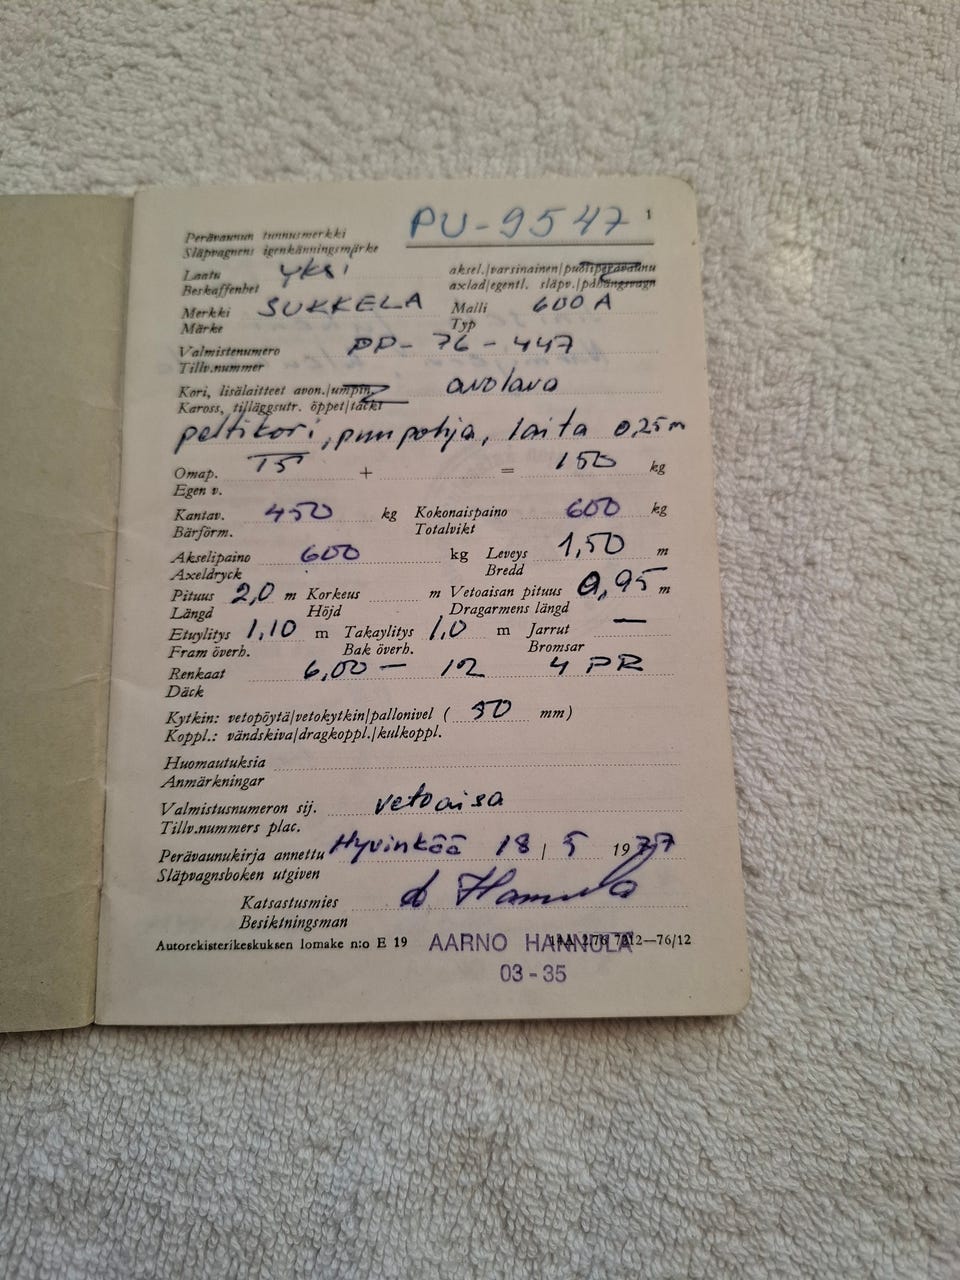 PU-9547 1
Perävaunun tunnusmerkki
Släpvagnens igenkänningsmärke
Laatu yksi aksel./varsinainen/puoliperävaunu
Beskaffenhet axlad/egentl. släpv./påhängsvagn
Merkki SUKKELA Malli 600 A
Märke Typ
Valmistenumero PP-76-447
Tillv.nummer
Kori, lisälaitteet avon./umpin. avolava
Kaross, tilläggsutr. öppet/täckt
peltikori, puupohja, laita 0,25 m
Omap. + = 150 kg
Egen v.
Kantav. 450 kg Kokonaispaino 600 kg
Bärförm. Totalvikt
Akselipaino 600 kg Leveys 1,50 m
Axeldryck Bredd
Pituus 2,0 m Korkeus m Vetoaisan pituus 0,95 m
Längd Höjd Dragarmens längd
Etuylitys 1,10 m Takaylitys 1,0 m Jarrut —
Fram överh. Bak överh. Bromsar
Renkaat 6,00 — 12 4 PR
Däck
Kytkin: vetopöytä/vetokytkin/pallonivel ( 50 mm)
Koppl.: vändskiva/dragkoppl./kulkoppl.
Huomautuksia
Anmärkningar
Valmistusnumeron sij. vetoaisa
Tillv.nummers plac.
Perävaunukirja annettu Hyvinkää 18 / 5 1977
Släpvagnsboken utgiven
Katsastusmies A Hannula
Besiktningsman
Autorekisterikeskuksen lomake n:o E 19 AARNO HANNULA 12—76/12
03 - 35